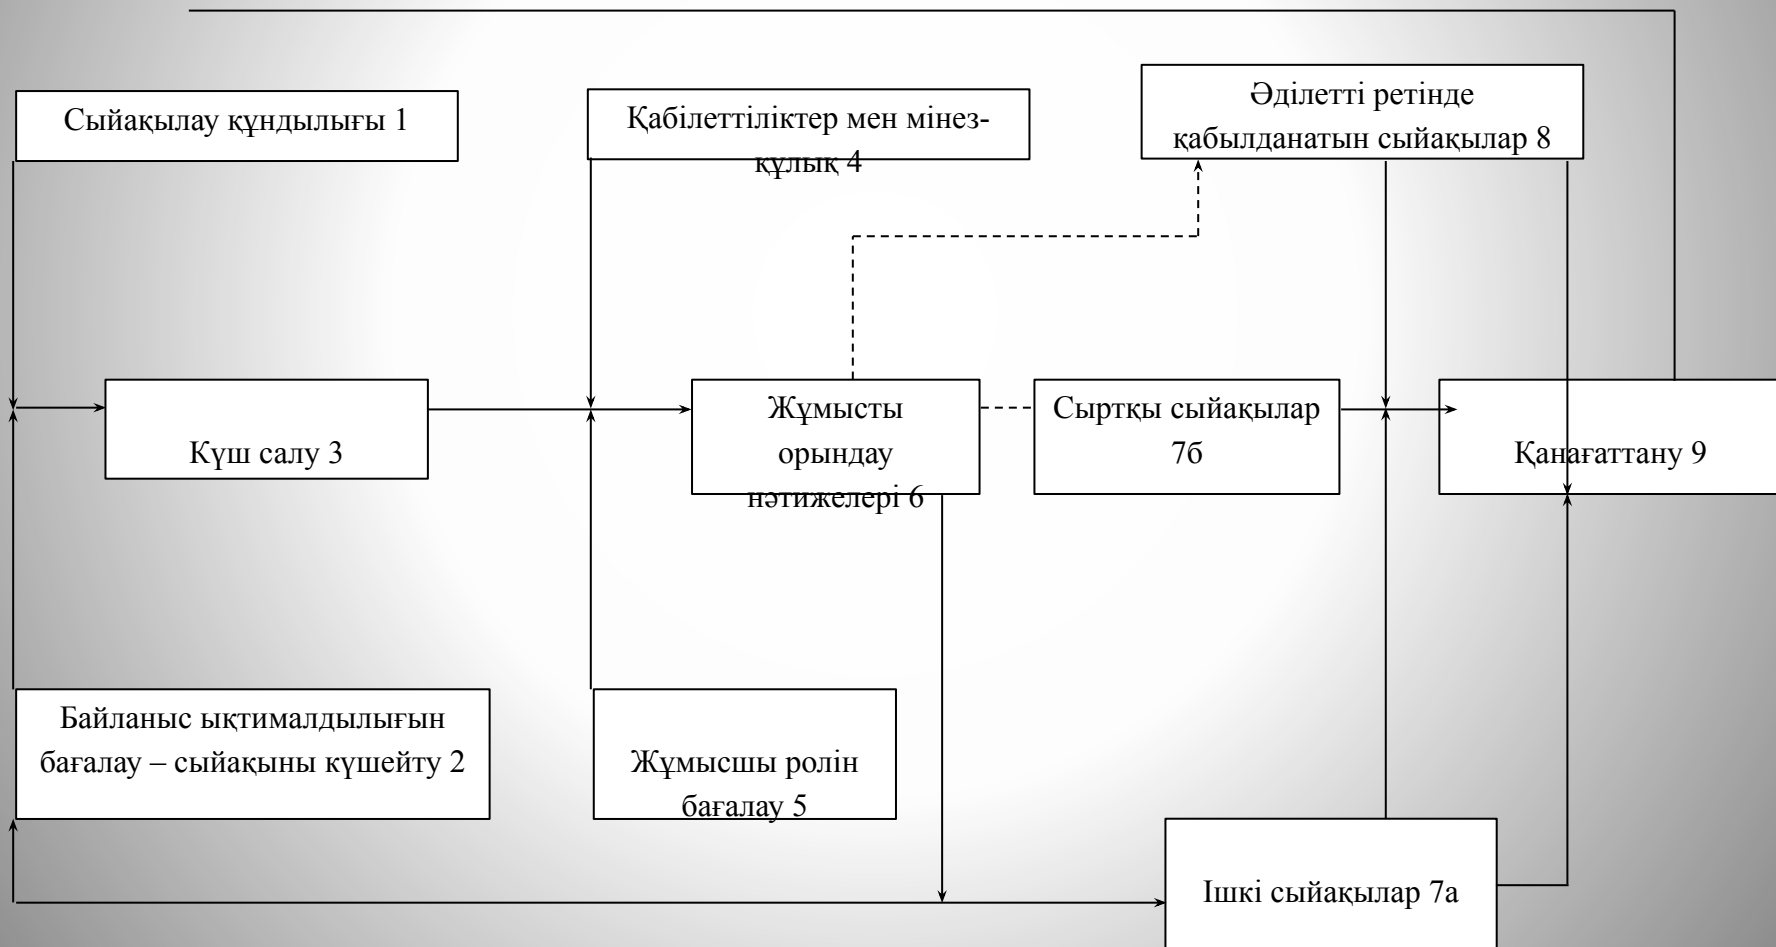 Сыйақылау құндылығы 1
Қабілеттіліктер мен мінез-
құлық 4
Әділетті ретінде
қабылданатын сыйақылар 8
Күш салу 3
Жұмысты
орындау
нәтижелері 6
Сыртқы сыйақылар
7б
Қанағаттану 9
Байланыс ықтималдылығын
бағалау – сыйақыны күшейту 2
Жұмысшы ролін
бағалау 5
Ішкі сыйақылар 7а